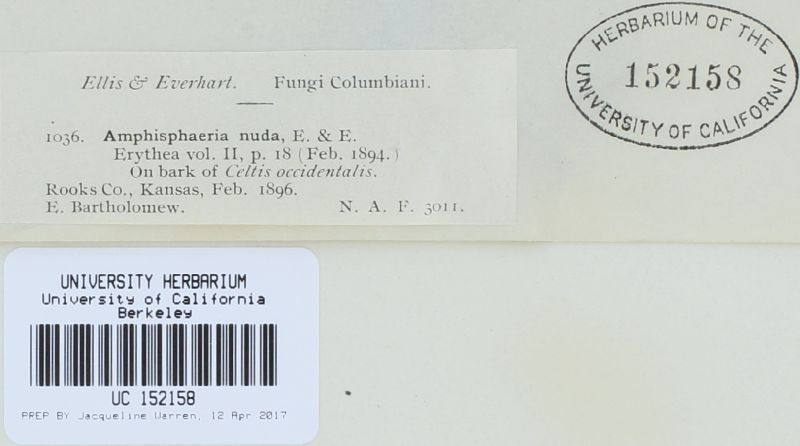 Ellis & Everhart. Fungi Columbiani.
1036. Amphisphaeria nuda, E. & E.
Erythea vol. II, p. 18 (Feb. 1894.)
On bark of Celtis occidentalis.
Rooks Co., Kansas, Feb. 1896.
E. Bartholomew. N. A. F. 3011.
HERBARIUM OF THE
152158
UNIVERSITY OF CALIFORNIA
UNIVERSITY HERBARIUM
University of California
Berkeley
UC 152158
PREP BY Jacqueline Warren, 12 Apr 2017